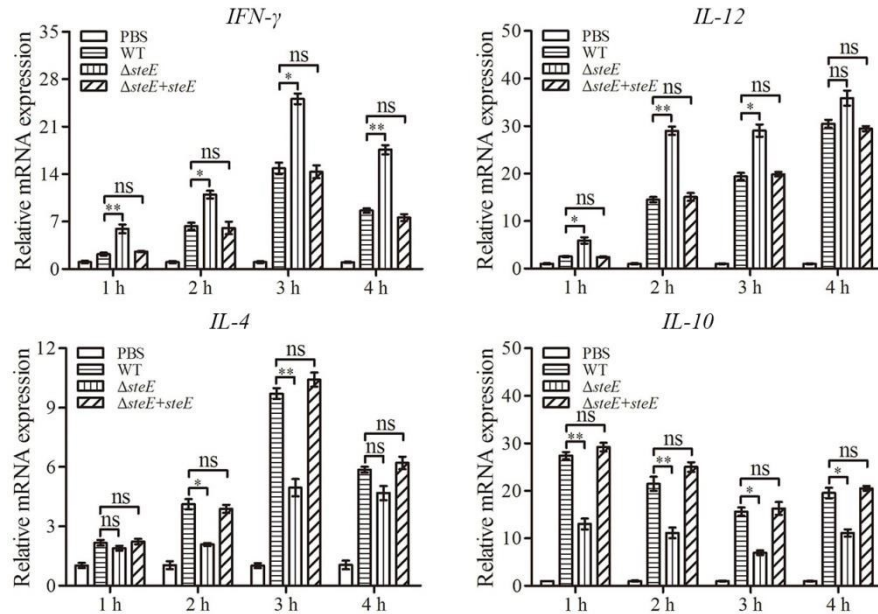 IFN-γ
Relative mRNA expression
35
28
21
14
7
0
PBS
WT
ΔsteE
ΔsteE+steE
ns
**
ns
*
ns
*
ns
**
1 h
2 h
3 h
4 h
IL-12
Relative mRNA expression
50
40
30
20
10
0
PBS
WT
ΔsteE
ΔsteE+steE
ns
*
ns
**
ns
*
ns
ns
1 h
2 h
3 h
4 h
IL-4
Relative mRNA expression
12
9
6
3
0
PBS
WT
ΔsteE
ΔsteE+steE
ns
ns
ns
*
ns
**
ns
ns
1 h
2 h
3 h
4 h
IL-10
Relative mRNA expression
50
40
30
20
10
0
PBS
WT
ΔsteE
ΔsteE+steE
ns
**
ns
**
ns
*
ns
*
1 h
2 h
3 h
4 h